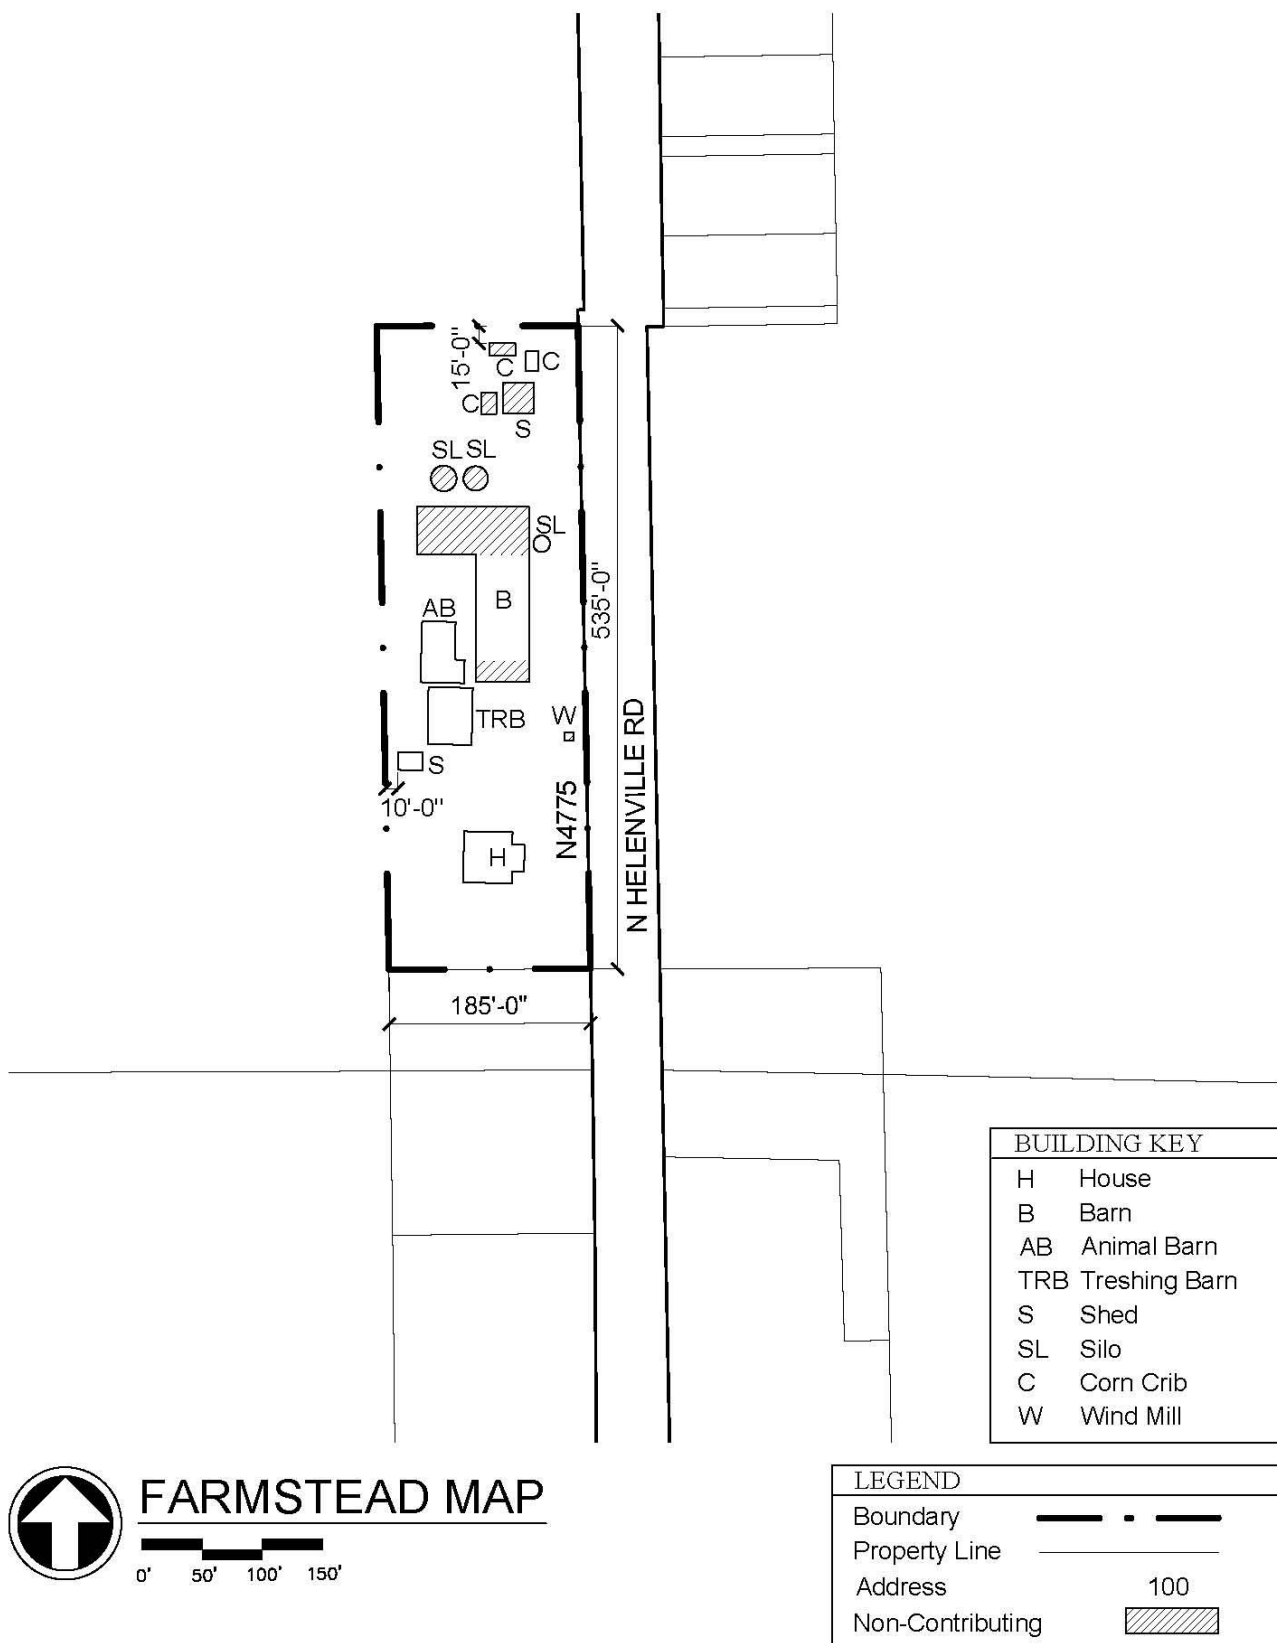 15'-0"
C
C
C
S
SL SL
SL
535'-0"
B
AB
TRB
W
S
10'-0"
N4775
N HELENVILLE RD
H
185'-0"
BUILDING KEY
H House
B Barn
AB Animal Barn
TRB Treshing Barn
S Shed
SL Silo
C Corn Crib
W Wind Mill
FARMSTEAD MAP
0' 50' 100' 150'
LEGEND
Boundary
Property Line
Address 100
Non-Contributing